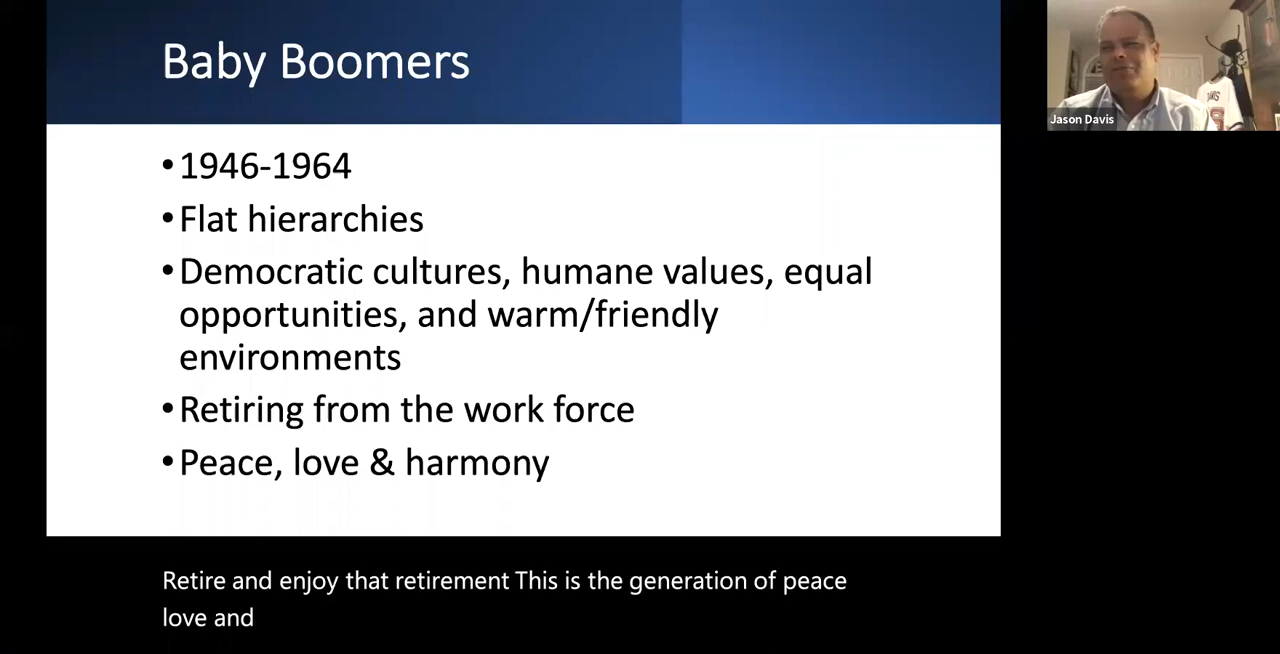 Baby Boomers
•1946-1964
•Flat hierarchies
•Democratic cultures, humane values, equal
opportunities, and warm/friendly
environments
•Retiring from the work force
•Peace, love & harmony
Retire and enjoy that retirement This is the generation of peace
love and
Jason Davis